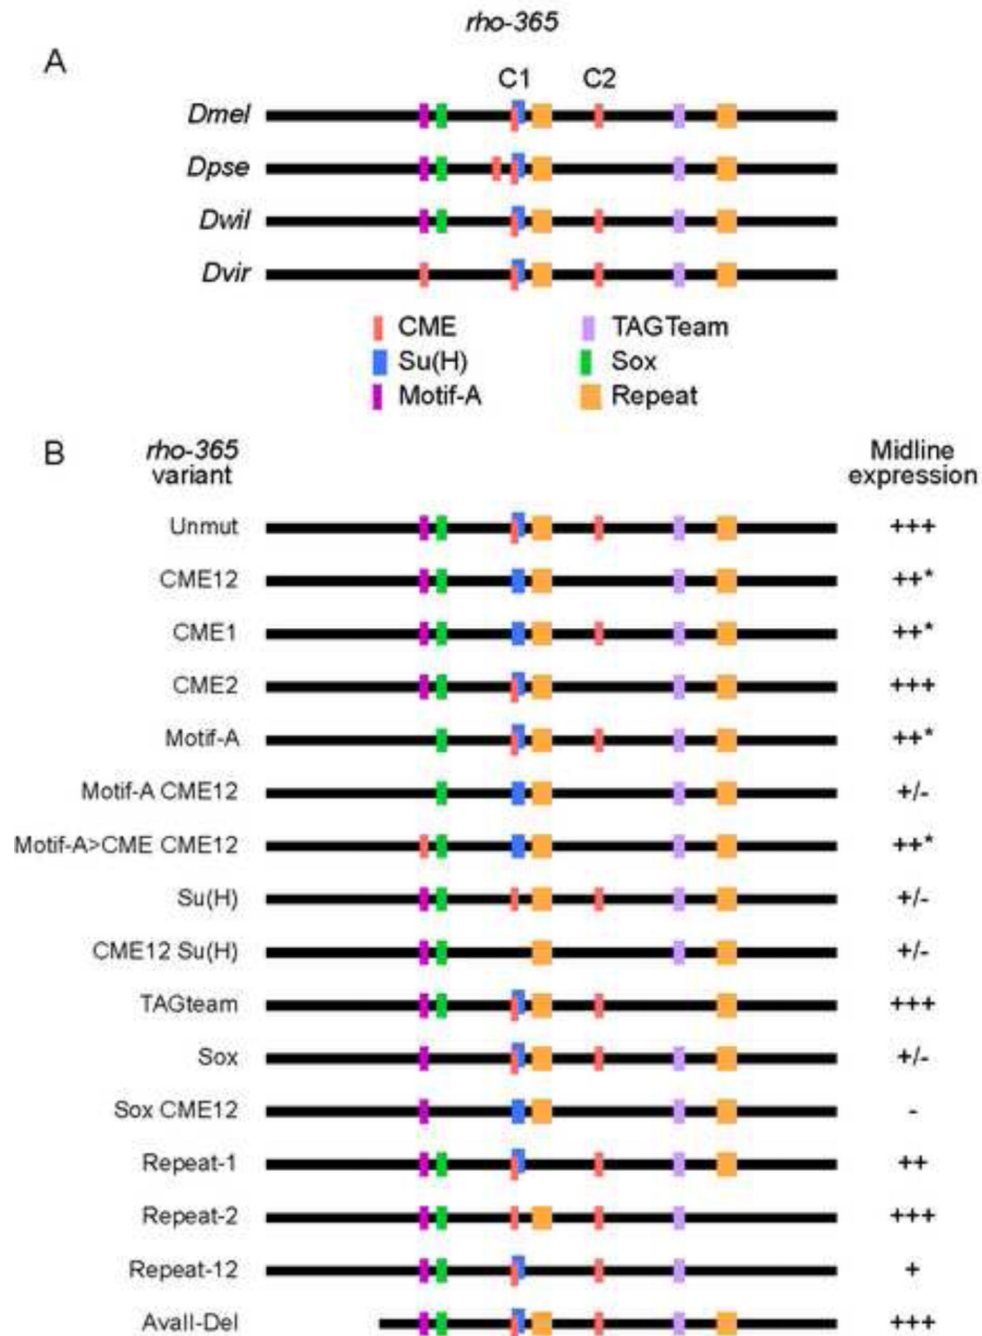 rho-365
A
C1 C2
Dmel
Dpse
Dwil
Dvir
CME TAGTeam
Su(H) Sox
Motif-A Repeat
B rho-365 variant Midline expression
Unmut +++
CME12 ++*
CME1 ++*
CME2 +++
Motif-A ++*
Motif-A CME12 +/-
Motif-A>CME CME12 ++*
Su(H) +/-
CME12 Su(H) +/-
TAGteam +++
Sox +/-
Sox CME12 -
Repeat-1 ++
Repeat-2 +++
Repeat-12 +
AvaII-Del +++